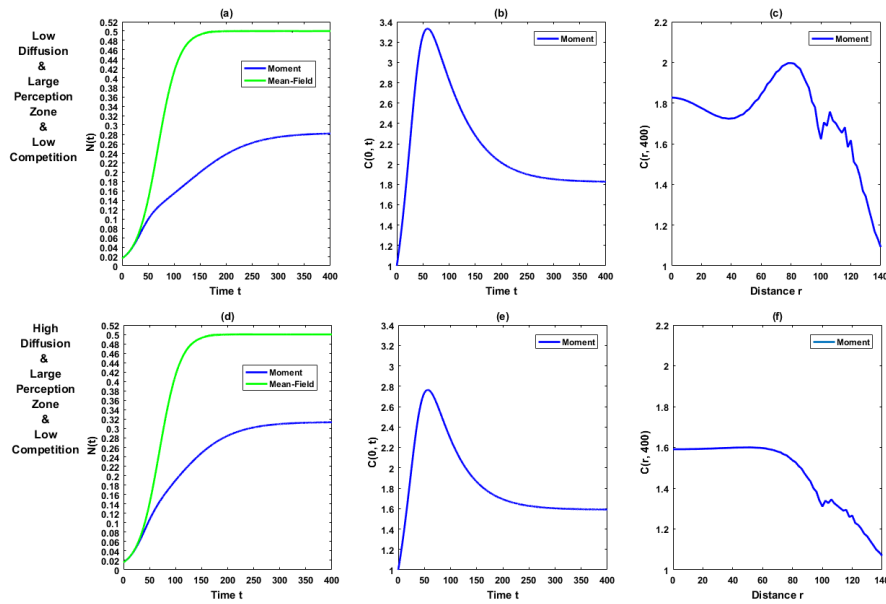 Low
Diffusion
&
Large
Perception
Zone
&
Low
Competition
(a)
N(t)
0.52
0.5
0.48
0.46
0.44
0.42
0.4
0.38
0.36
0.34
0.32
0.3
0.28
0.26
0.24
0.22
0.2
0.18
0.16
0.14
0.12
0.1
0.08
0.06
0.04
0.02
0
0 50 100 150 200 250 300 350 400
Time t
Moment
Mean-Field
(b)
C(0, t)
3.4
3.2
3
2.8
2.6
2.4
2.2
2
1.8
1.6
1.4
1.2
1
0 50 100 150 200 250 300 350 400
Time t
Moment
(c)
C(r, 400)
2.2
2
1.8
1.6
1.4
1.2
1
0 20 40 60 80 100 120 140
Distance r
Moment
High
Diffusion
&
Large
Perception
Zone
&
Low
Competition
(d)
N(t)
0.52
0.5
0.48
0.46
0.44
0.42
0.4
0.38
0.36
0.34
0.32
0.3
0.28
0.26
0.24
0.22
0.2
0.18
0.16
0.14
0.12
0.1
0.08
0.06
0.04
0.02
0
0 50 100 150 200 250 300 350 400
Time t
Moment
Mean-Field
(e)
C(0, t)
3.4
3.2
3
2.8
2.6
2.4
2.2
2
1.8
1.6
1.4
1.2
1
0 50 100 150 200 250 300 350 400
Time t
Moment
(f)
C(r, 400)
2.2
2
1.8
1.6
1.4
1.2
1
0 20 40 60 80 100 120 140
Distance r
Moment